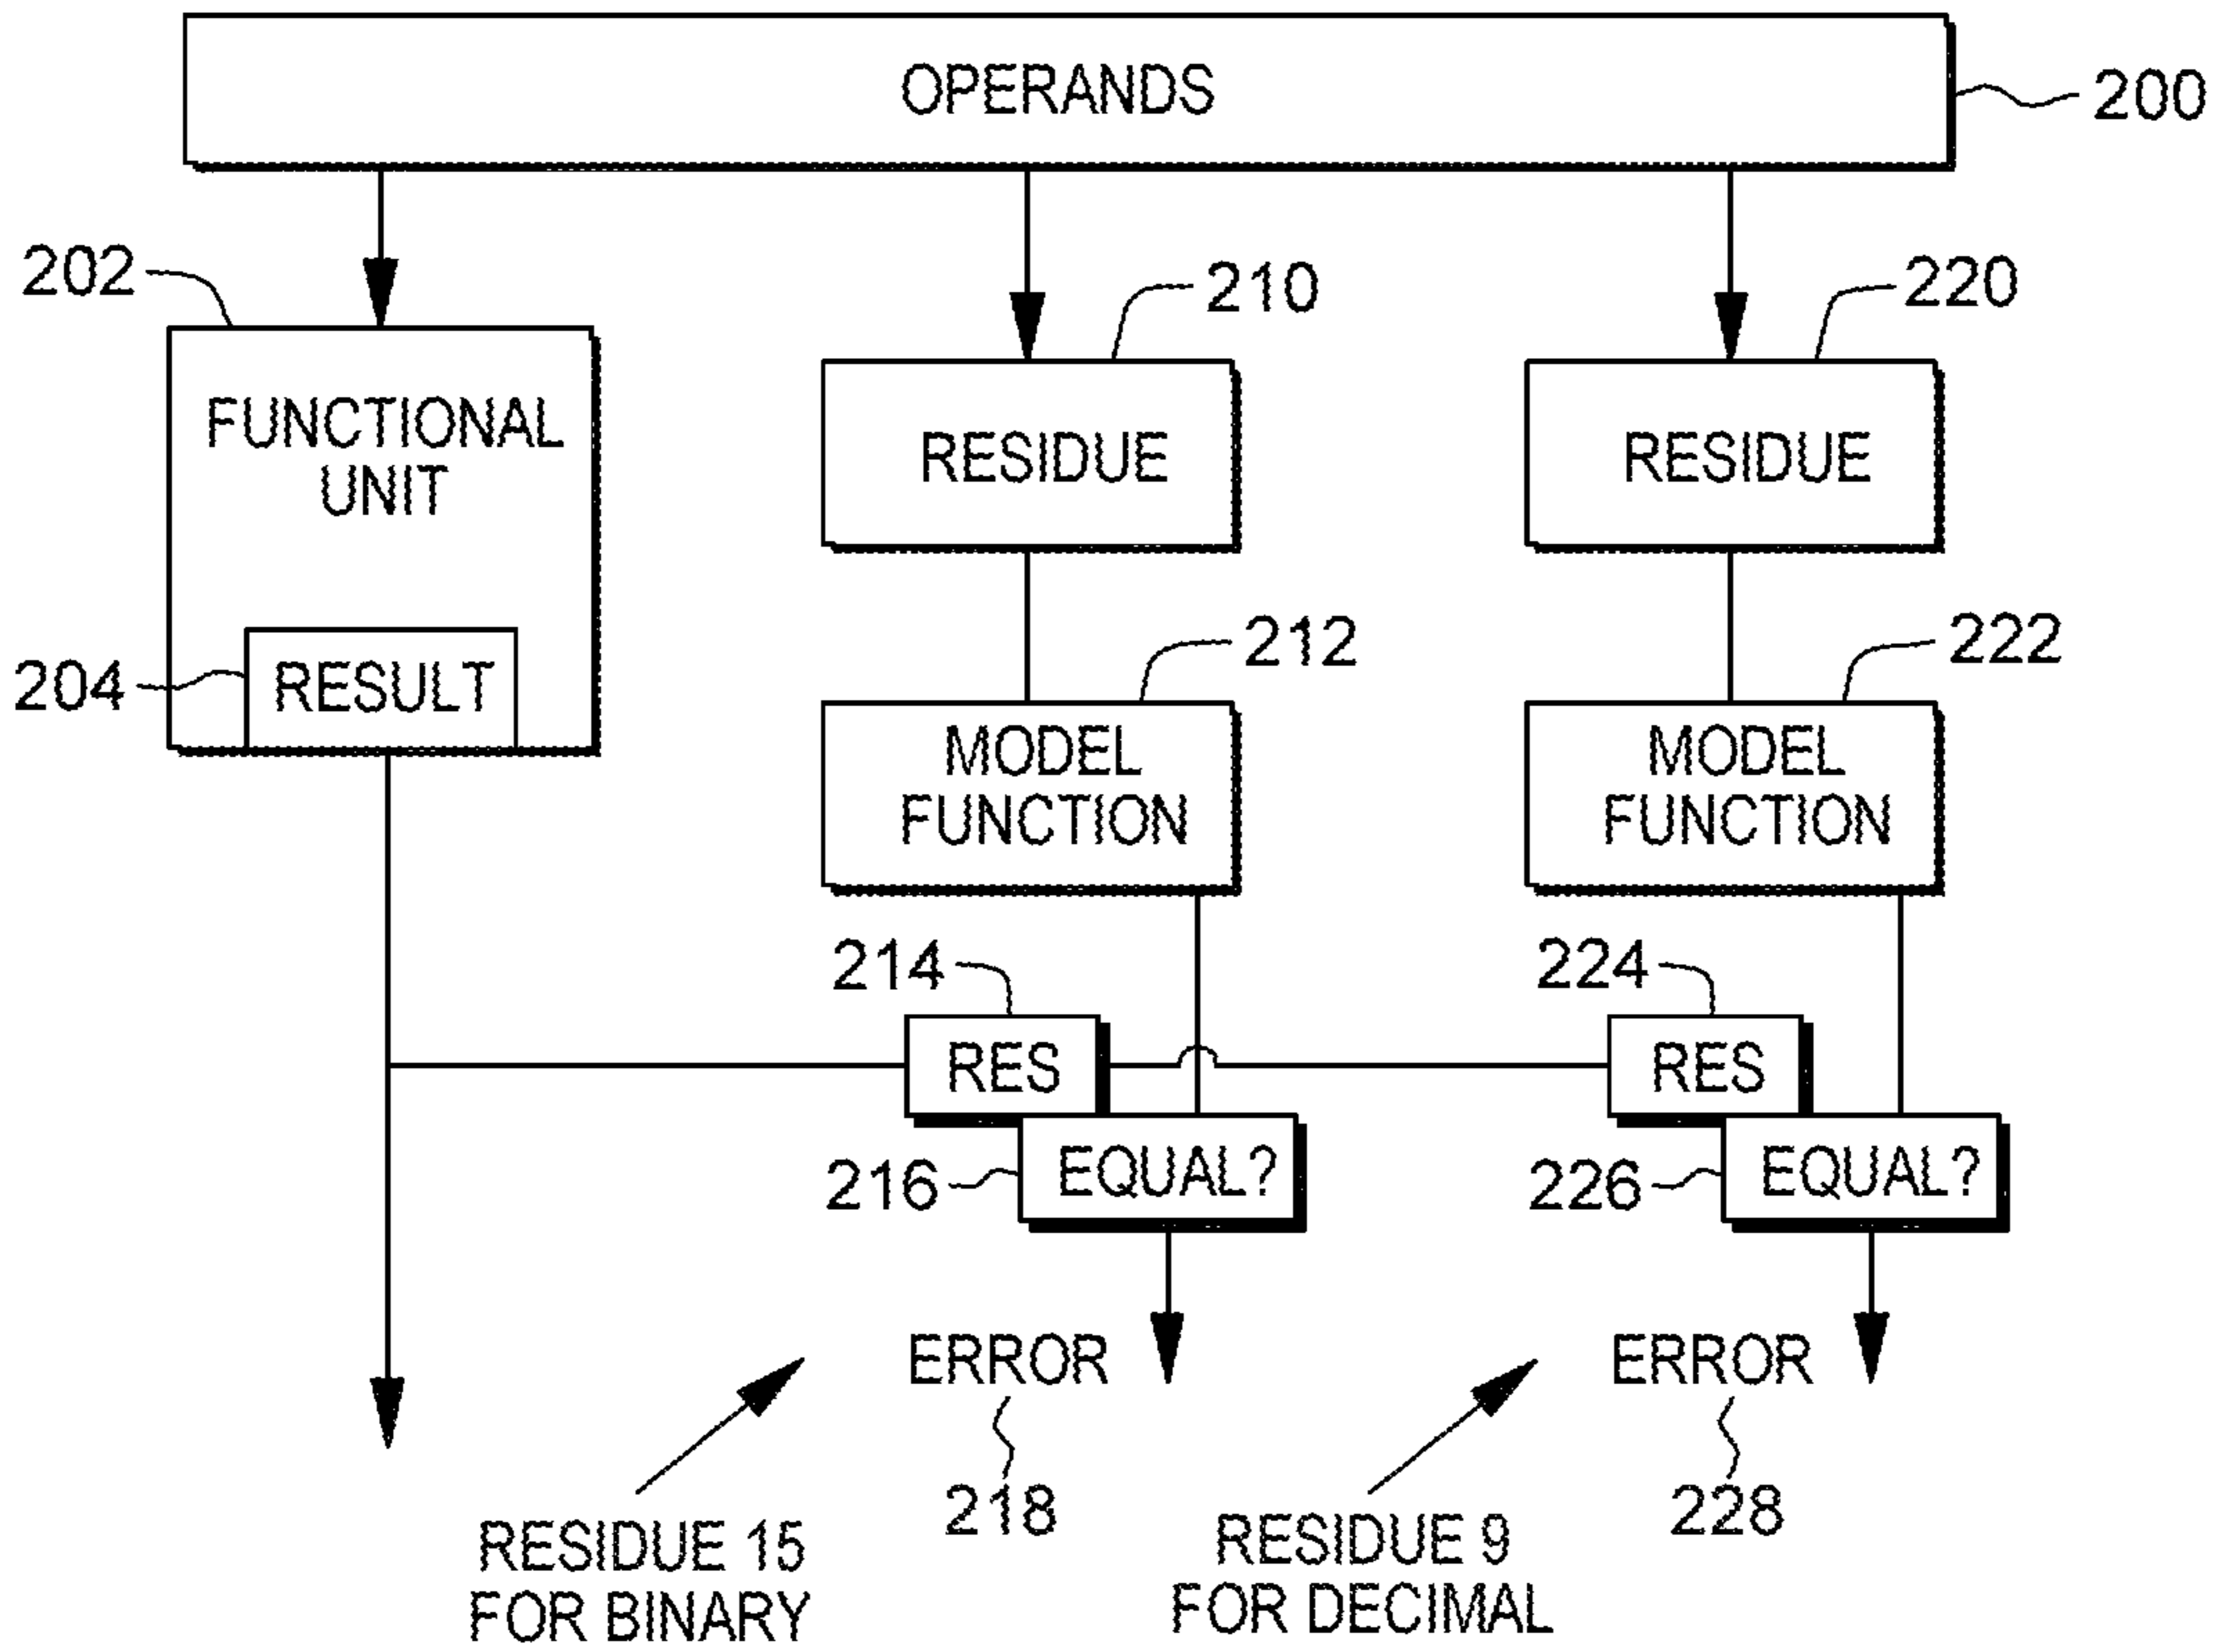 OPERANDS
200
202
210
220
FUNCTIONAL
UNIT
RESIDUE
RESIDUE
204
RESULT
212
222
MODEL
FUNCTION
MODEL
FUNCTION
214
224
RES
RES
216
EQUAL?
226
EQUAL?
ERROR
ERROR
218
228
RESIDUE 15
FOR BINARY
RESIDUE 9
FOR DECIMAL